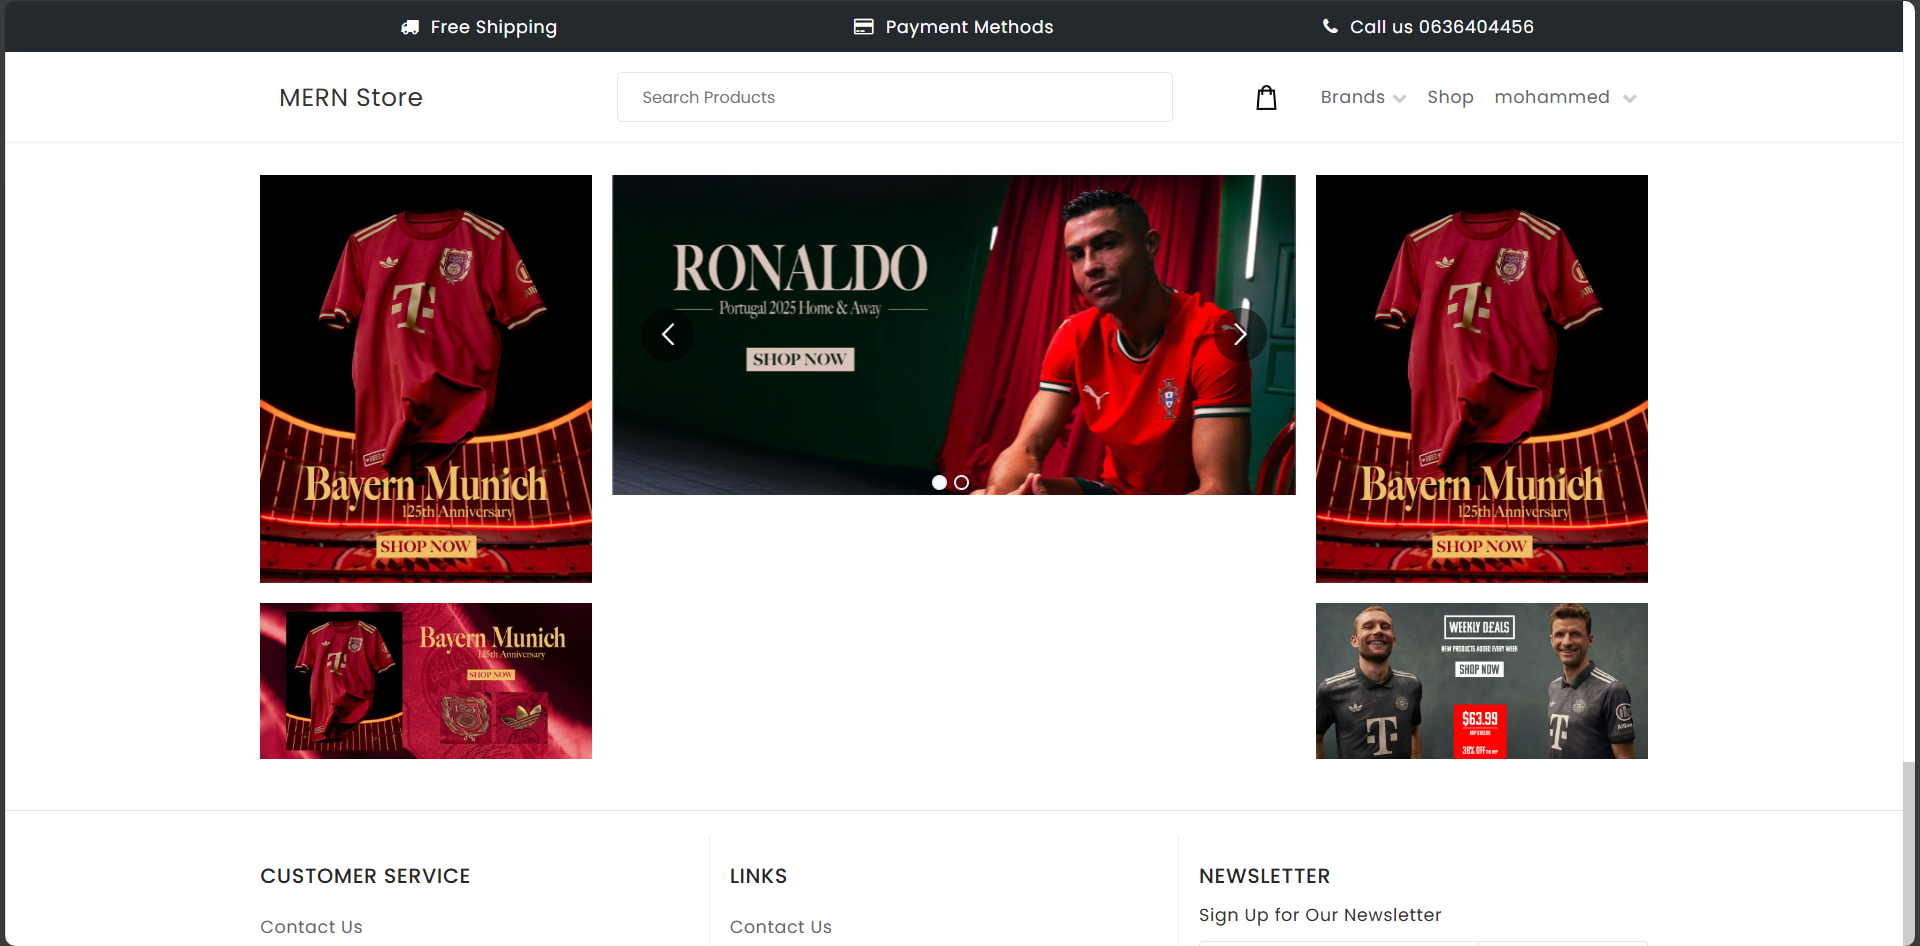 Free Shipping
Payment Methods
Call us 0636404456
MERN Store
Search Products
Brands
Shop
mohammed
Bayern Munich
125th Anniversary
SHOP NOW
RONALDO
Portugal 2025 Home & Away
SHOP NOW
Bayern Munich
125th Anniversary
SHOP NOW
Bayern Munich
125th Anniversary
SHOP NOW
WEEKLY DEALS
NEW PRODUCTS ADDED EVERY WEEK
SHOP NOW
$63.99
38% OFF
CUSTOMER SERVICE
Contact Us
LINKS
Contact Us
NEWSLETTER
Sign Up for Our Newsletter